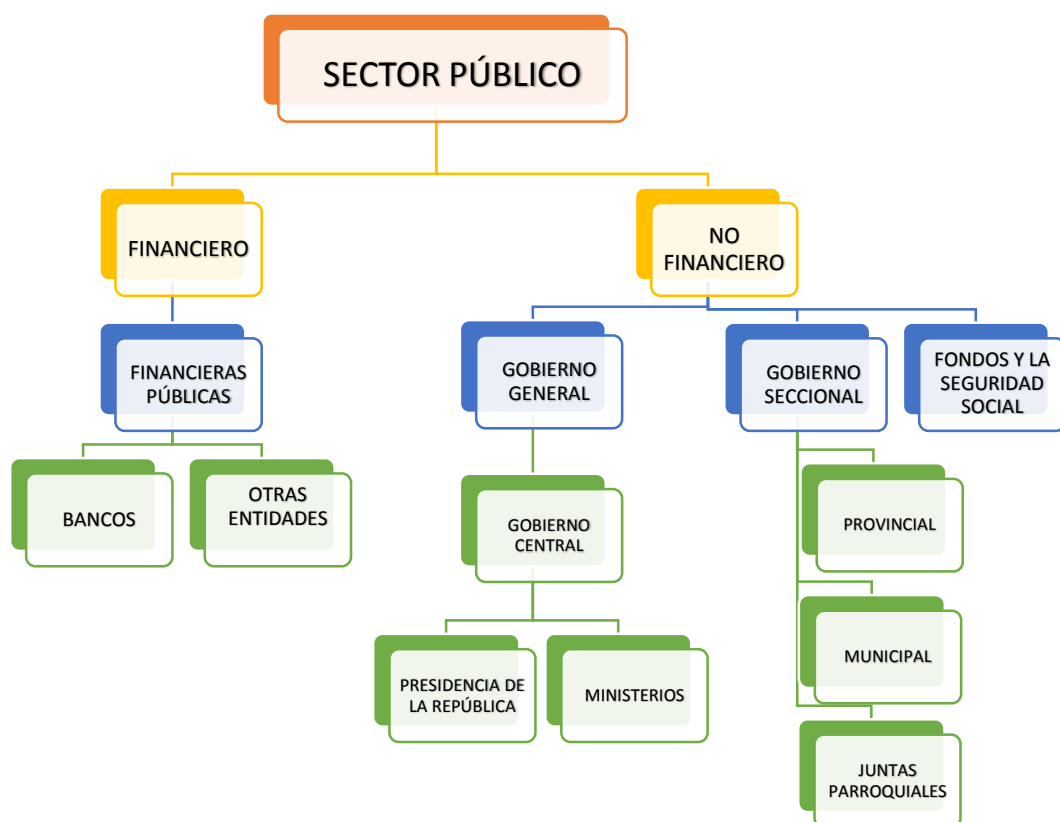 SECTOR PÚBLICO
FINANCIERO
NO
FINANCIERO
FINANCIERAS
PÚBLICAS
GOBIERNO
GENERAL
GOBIERNO
SECCIONAL
FONDOS Y LA
SEGURIDAD
SOCIAL
BANCOS
OTRAS
ENTIDADES
GOBIERNO
CENTRAL
PROVINCIAL
PRESIDENCIA DE
LA REPÚBLICA
MINISTERIOS
MUNICIPAL
JUNTAS
PARROQUIALES